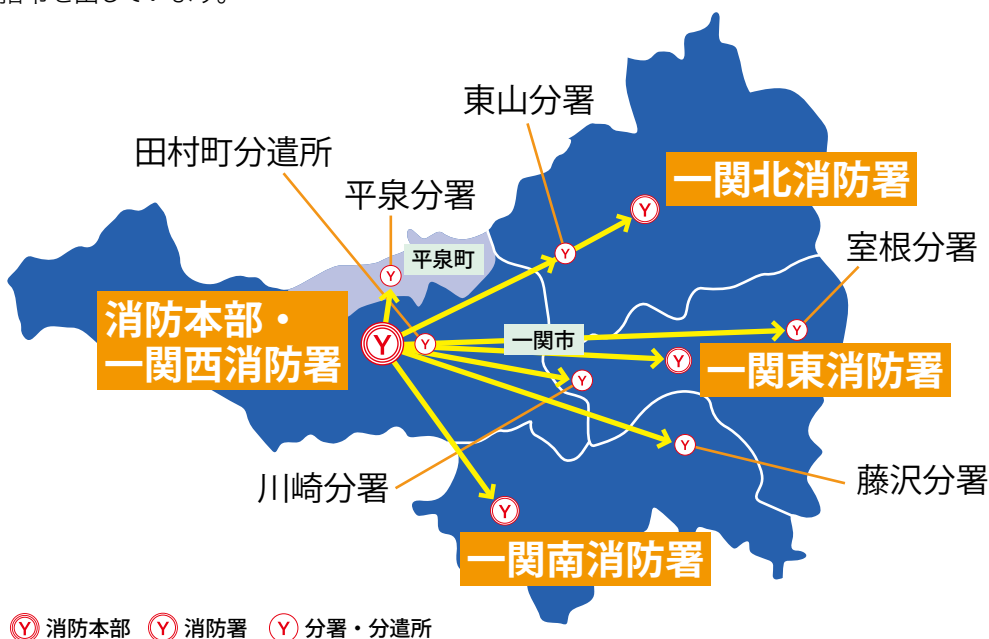 東山分署
田村町分遣所
一関北消防署
平泉分署
室根分署
平泉町
消防本部・
一関西消防署
一関市
一関東消防署
川崎分署
藤沢分署
一関南消防署
Y 消防本部 Y 消防署 Y 分署・分遣所